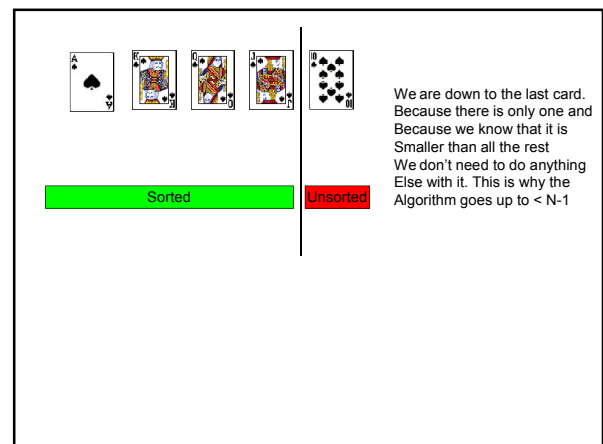 A
K
Q
J
10
A
K
Q
J
10
We are down to the last card.
Because there is only one and
Because we know that it is
Smaller than all the rest
We don't need to do anything
Else with it. This is why the
Algorithm goes up to < N-1
Sorted
Unsorted